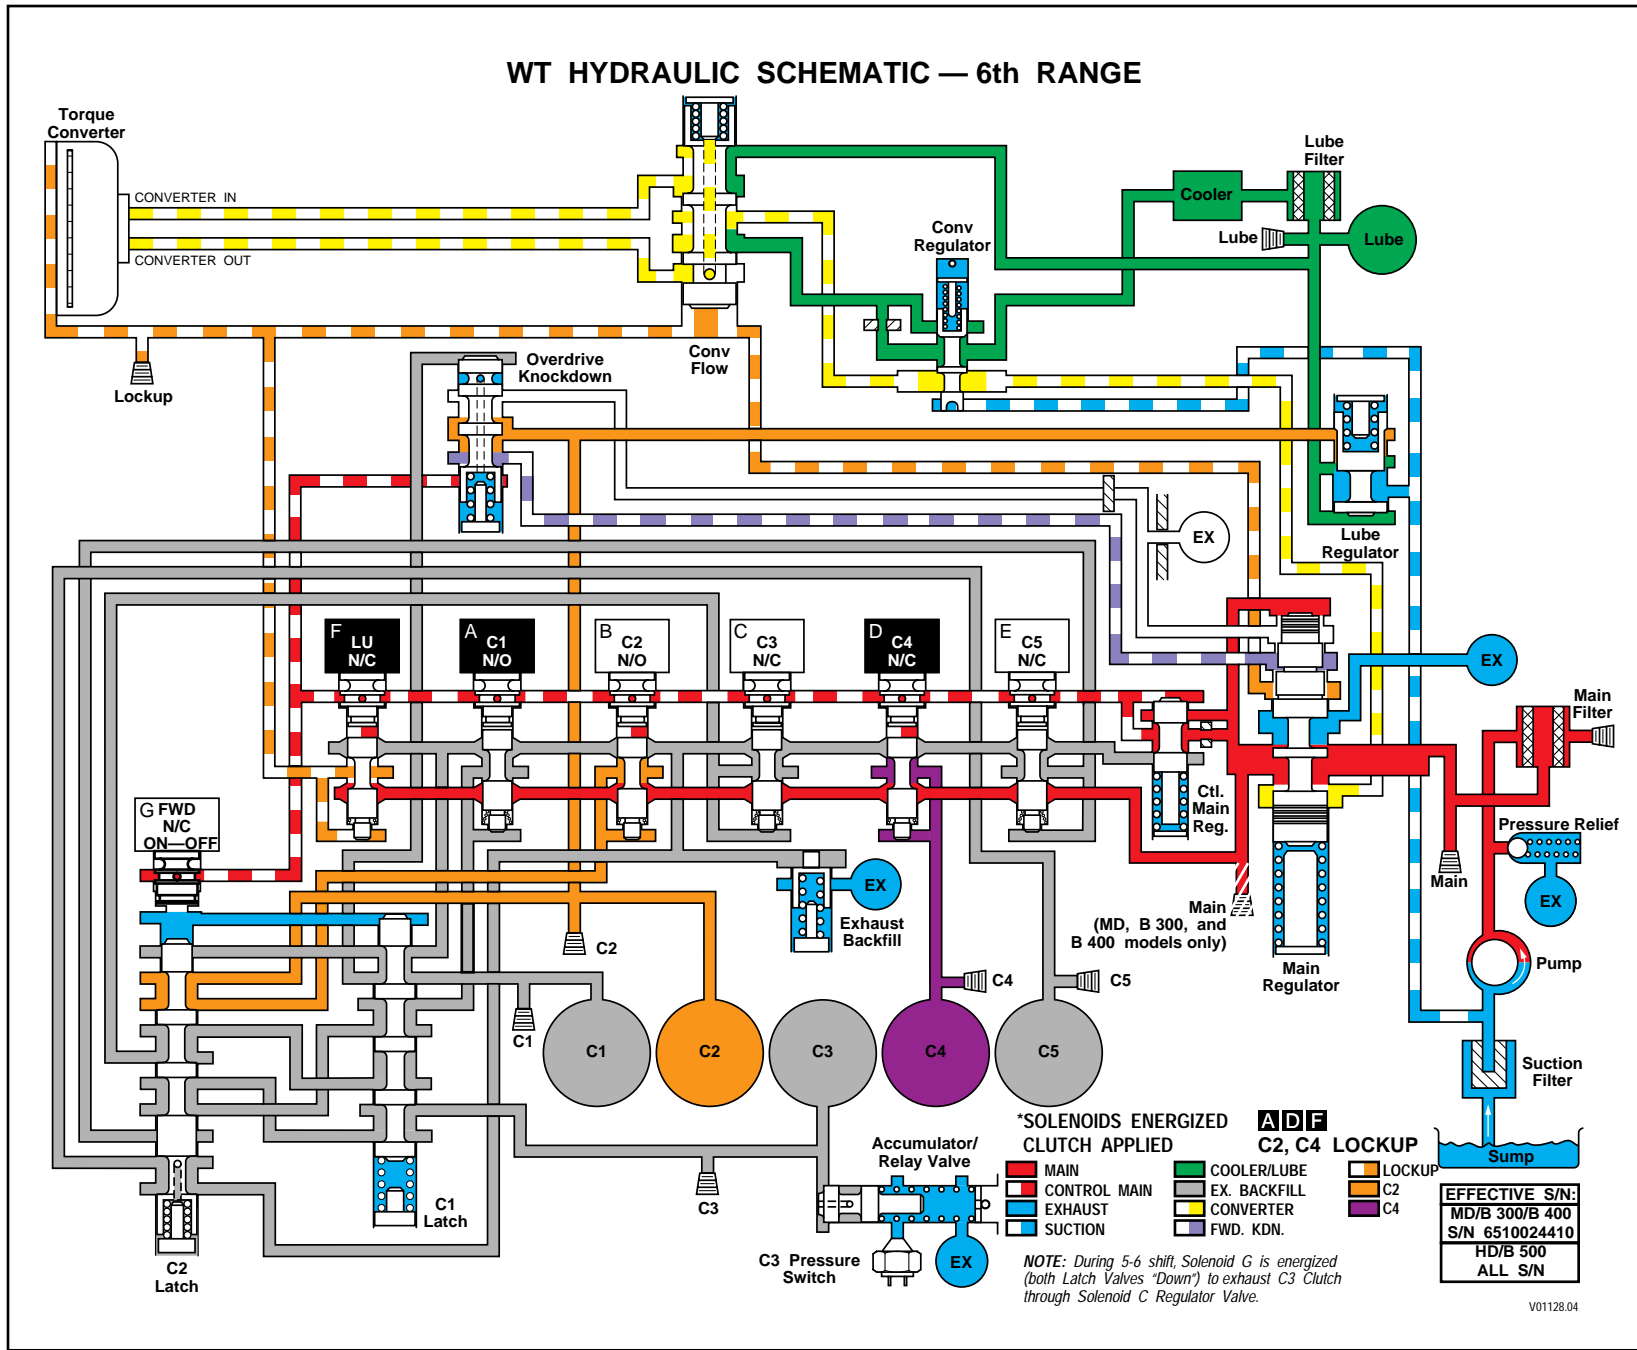 WT HYDRAULIC SCHEMATIC — 6th RANGE
Torque
Converter
CONVERTER IN
CONVERTER OUT
Lockup
Conv
Flow
Overdrive
Knockdown
Conv
Regulator
Cooler
Lube
Filter
Lube
Lube
Lube
Regulator
EX
F
LU
N/C
A
C1
N/O
B
C2
N/O
C
C3
N/C
D
C4
N/C
E
C5
N/C
EX
Main
Filter
G FWD
N/C
ON—OFF
Ctl.
Main
Reg.
Pressure Relief
EX
Main
EX
Exhaust
Backfill
Main
(MD, B 300, and
B 400 models only)
Main
Regulator
Pump
C2
C4
C5
C1
C1
C2
C3
C4
C5
Suction
Filter
Sump
C1
Latch
C2
Latch
C3
Accumulator/
Relay Valve
C3 Pressure
Switch
EX
*SOLENOIDS ENERGIZED A D F
CLUTCH APPLIED C2, C4 LOCKUP
MAIN
CONTROL MAIN
EXHAUST
SUCTION
COOLER/LUBE
EX. BACKFILL
CONVERTER
FWD. KDN.
LOCKUP
C2
C4
NOTE: During 5-6 shift, Solenoid G is energized
(both Latch Valves “Down”) to exhaust C3 Clutch
through Solenoid C Regulator Valve.
EFFECTIVE S/N:
MD/B 300/B 400
S/N 6510024410
HD/B 500
ALL S/N
V01128.04